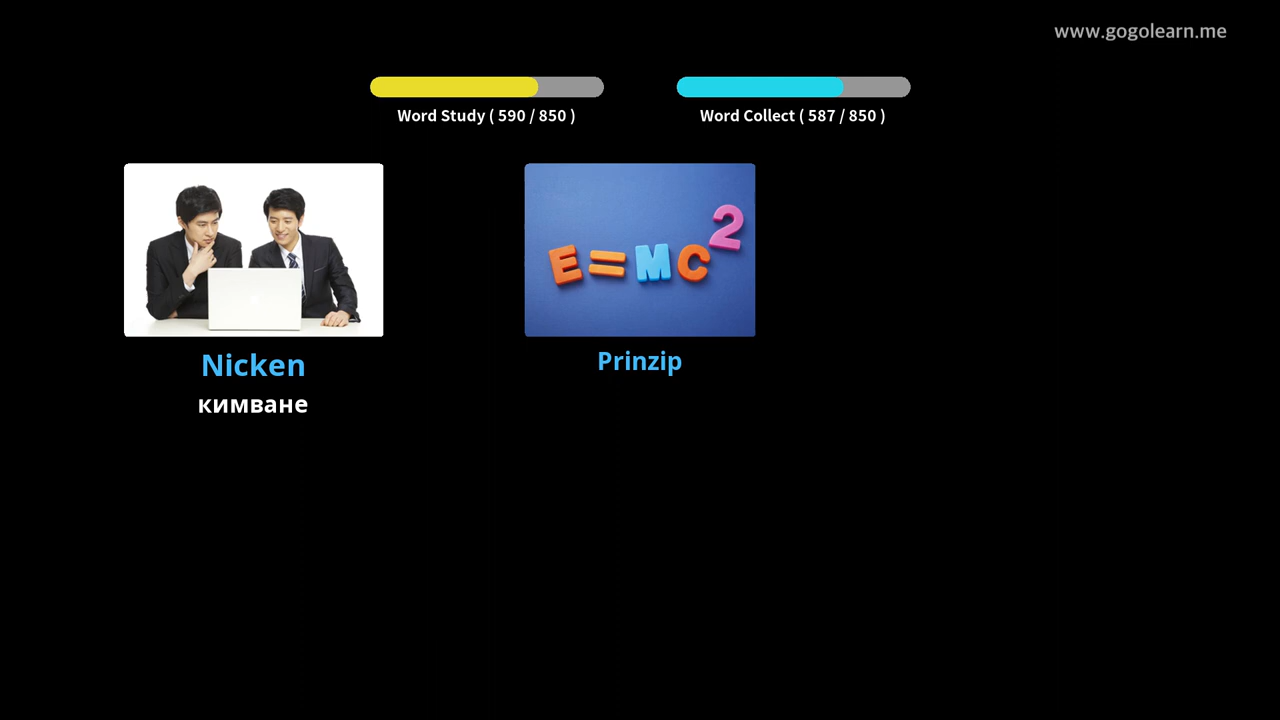 www.gogolearn.me
Word Study ( 590 / 850 )
Word Collect ( 587 / 850 )
E=MC2
Nicken
Prinzip
кимване